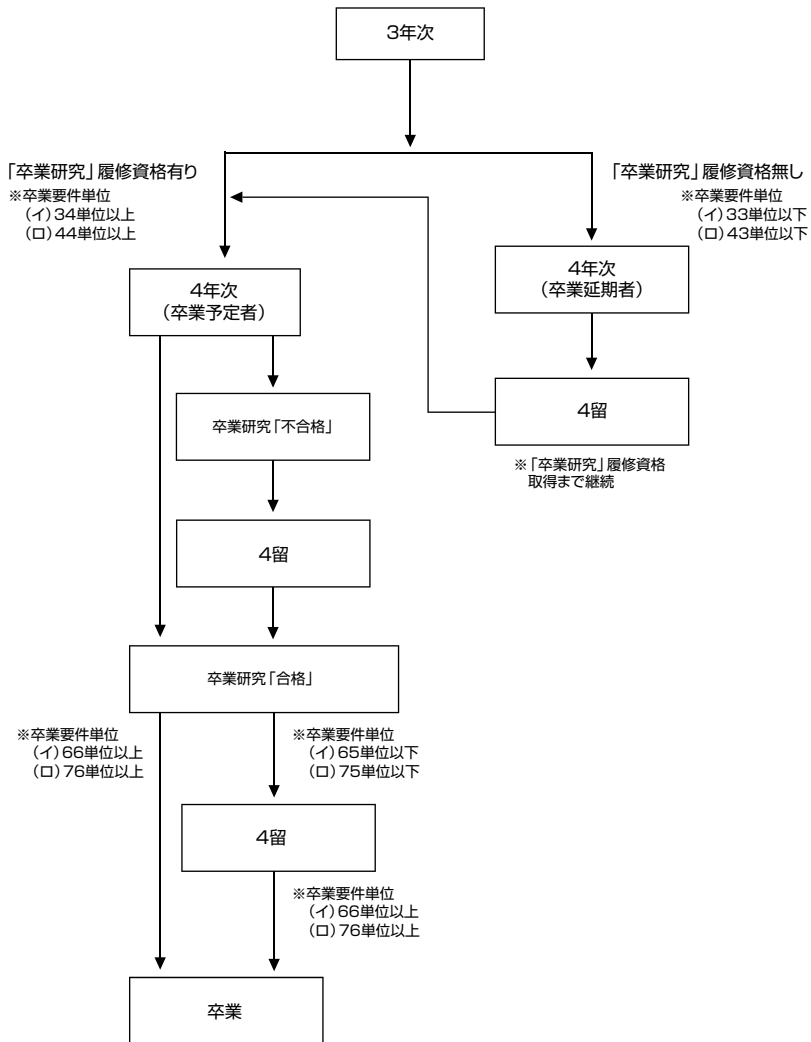 3年次
「卒業研究」履修資格有り
※卒業要件単位
(イ)34単位以上
(ロ)44単位以上
「卒業研究」履修資格無し
※卒業要件単位
(イ)33単位以下
(ロ)43単位以下
4年次
(卒業予定者)
4年次
(卒業延期者)
卒業研究「不合格」
4留
※「卒業研究」履修資格
取得まで継続
4留
卒業研究「合格」
※卒業要件単位
(イ)66単位以上
(ロ)76単位以上
※卒業要件単位
(イ)65単位以下
(ロ)75単位以下
4留
※卒業要件単位
(イ)66単位以上
(ロ)76単位以上
卒業